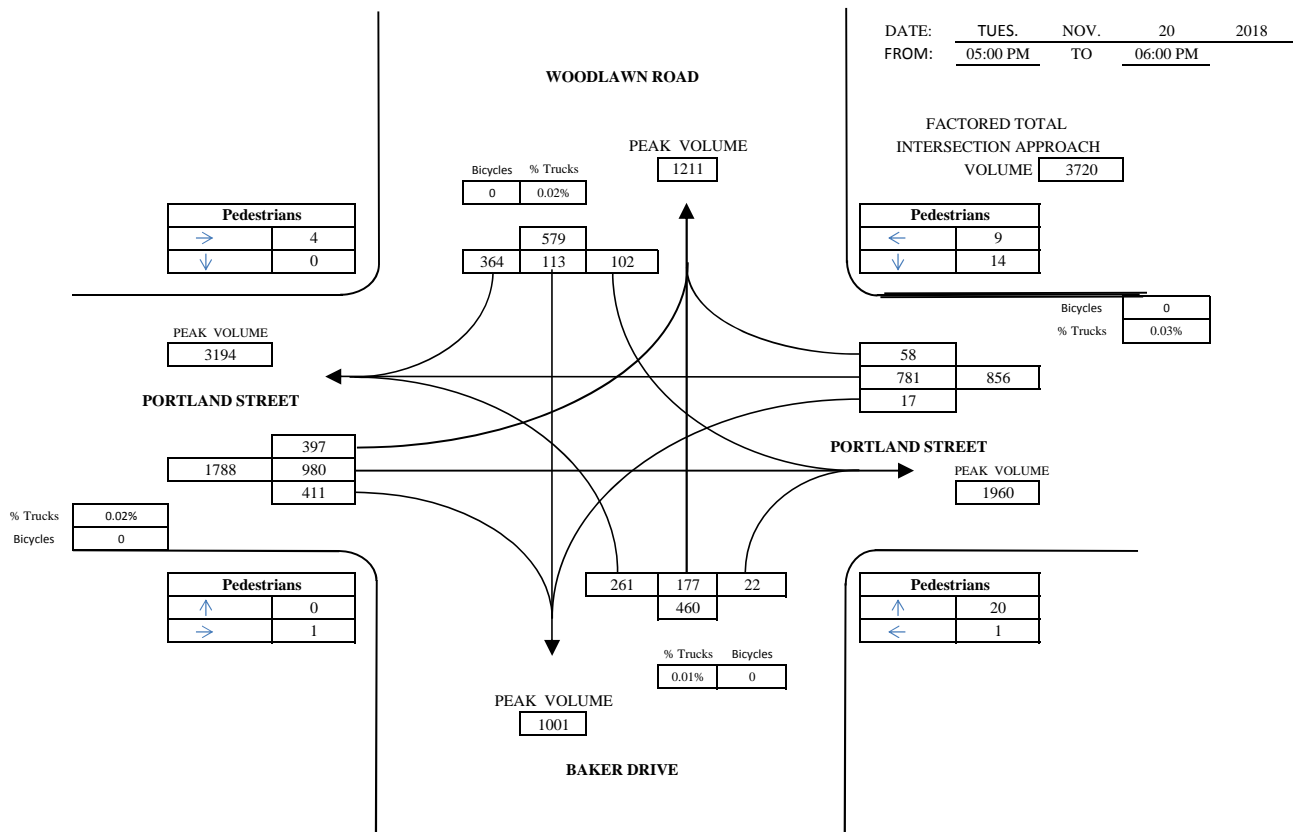 DATE: TUES. NOV. 20 2018
FROM: 05:00 PM TO 06:00 PM
WOODLAWN ROAD
FACTORED TOTAL
INTERSECTION APPROACH
VOLUME 3720
PEAK VOLUME
1211
Bicycles % Trucks
0 0.02%
Pedestrians
→ 4
↓ 0
579
364 113 102
Pedestrians
← 9
↓ 14
Bicycles 0
% Trucks 0.03%
PEAK VOLUME
3194
58
781 856
17
PORTLAND STREET
397
1788 980
411
PORTLAND STREET
PEAK VOLUME
1960
% Trucks 0.02%
Bicycles 0
Pedestrians
↑ 0
→ 1
261 177 22
460
Pedestrians
↑ 20
← 1
% Trucks Bicycles
0.01% 0
PEAK VOLUME
1001
BAKER DRIVE